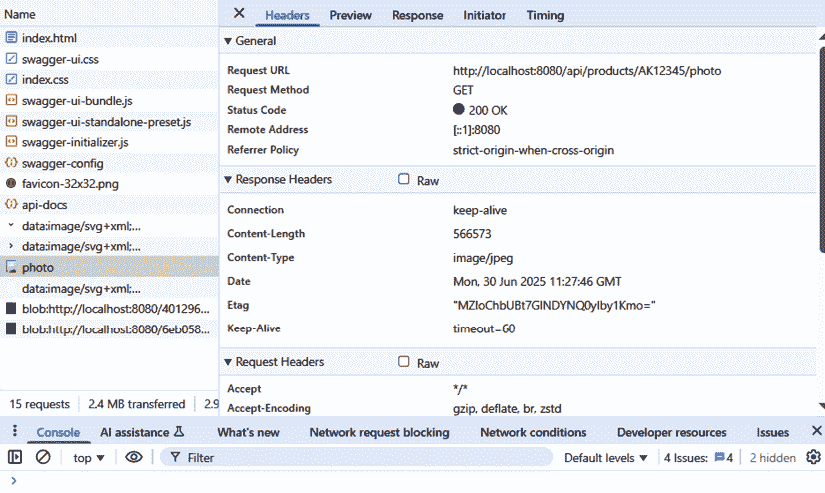 Name
index.html
swagger-ui.css
index.css
swagger-ui-bundle.js
swagger-ui-standalone-preset.js
swagger-initializer.js
swagger-config
favicon-32x32.png
api-docs
data:image/svg+xml;...
data:image/svg+xml;...
photo
data:image/svg+xml;...
blob:http://localhost:8080/401296...
blob:http://localhost:8080/6eb058...
15 requests 2.4 MB transferred 2.9
Headers Preview Response Initiator Timing
General
Request URL http://localhost:8080/api/products/AK12345/photo
Request Method GET
Status Code 200 OK
Remote Address [::1]:8080
Referrer Policy strict-origin-when-cross-origin
Response Headers Raw
Connection keep-alive
Content-Length 566573
Content-Type image/jpeg
Date Mon, 30 Jun 2025 11:27:46 GMT
Etag
Keep-Alive timeout=60
Request Headers Raw
Accept */*
Accept-Encoding gzip, deflate, br, zstd
Console AI assistance What's new Network request blocking Network conditions Developer resources Issues
top Filter Default levels 4 Issues: 4 2 hidden